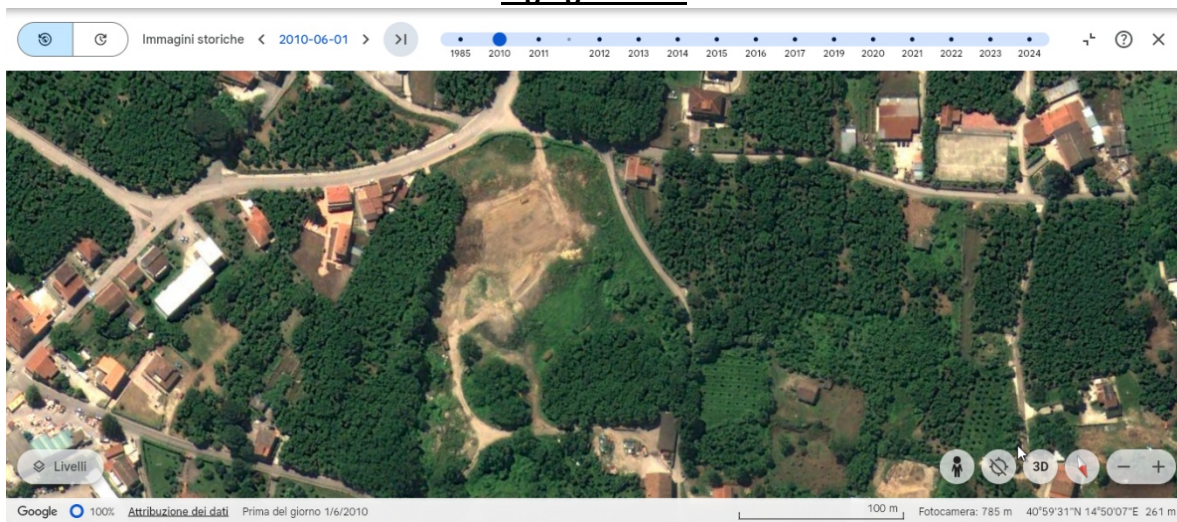 Immagini storiche 2010-06-01
1985 2010 2011 2012 2013 2014 2015 2016 2017 2019 2020 2021 2022 2023 2024
Livelli
3D
Google 100% Attribuzione dei dati Prima del giorno 1/6/2010 100 m Fotocamera: 785 m 40°59'31"N 14°50'07"E 261 m